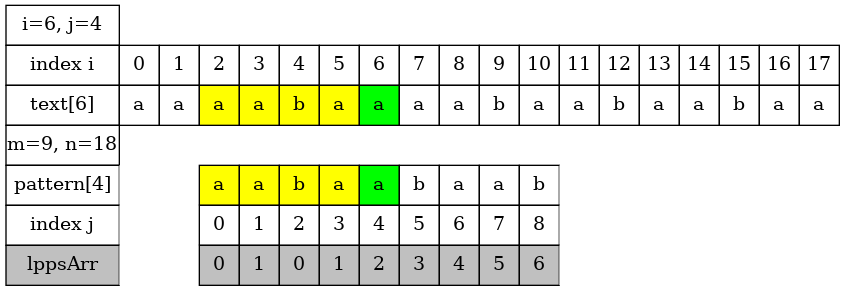 i=6, j=4
index i 0 1 2 3 4 5 6 7 8 9 10 11 12 13 14 15 16 17
text[6] a a a a b a a a a b a a b a a b a a
m=9, n=18
pattern[4] a a b a a b a a b
index j 0 1 2 3 4 5 6 7 8
lppsArr 0 1 0 1 2 3 4 5 6